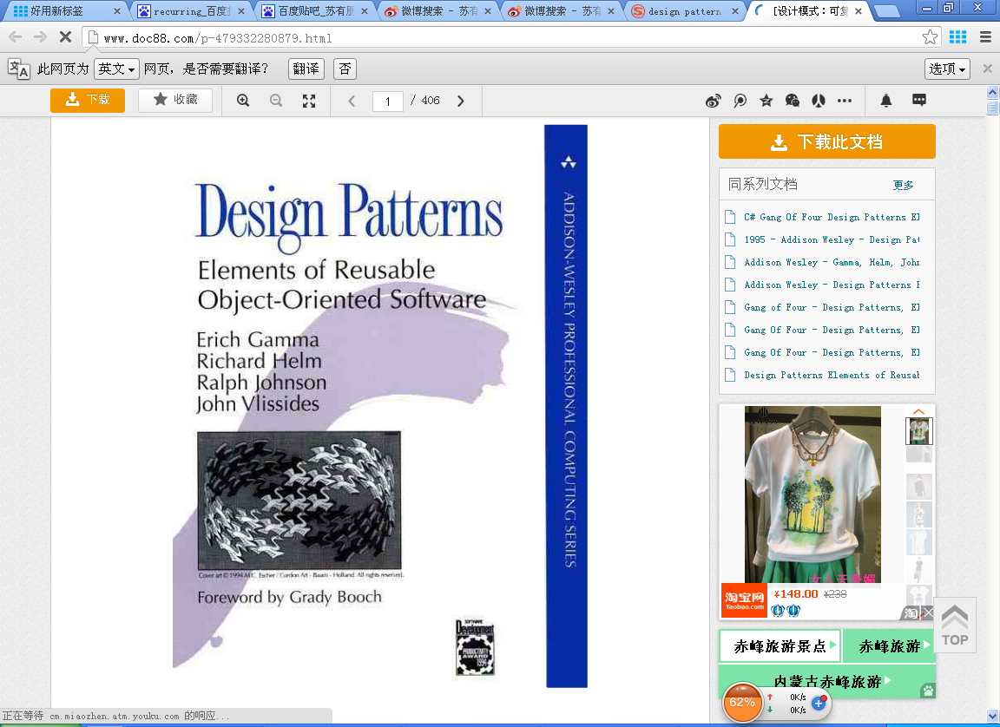 好用新标签
recurring_百度
百度贴吧_苏有朋
微博搜索 - 苏有
微博搜索 - 苏有
design pattern
[设计模式：可复
www.doc88.com/p-479332280879.html
此网页为 英文 网页，是否需要翻译？ 翻译 否 选项
下载 收藏 1 / 406
下载此文档
同系列文档 更多
C# Gang Of Four Design Patterns El
1995 - Addison Wesley - Design Pat
Addison Wesley - Gamma, Helm, John
Addison Wesley - Design Patterns
Gang of Four - Design Patterns, El
Gang Of Four - Design Patterns, El
Gang Of Four - Design Patterns, El
Design Patterns Elements of Reusab
Design Patterns
Elements of Reusable
Object-Oriented Software
Erich Gamma
Richard Helm
Ralph Johnson
John Vlissides
Cover art © 1994 M.C. Escher / Cordon Art - Baarn - Holland. All rights reserved.
Foreword by Grady Booch
SOFTWARE
Development
PRODUCTIVITY
AWARD
1994
ADDISON-WESLEY PROFESSIONAL COMPUTING SERIES
淘宝网
Taobao.com
¥148.00 ¥238
淘
TOP
赤峰旅游景点 赤峰旅游
内蒙古赤峰旅游
62%
0K/s
0K/s
正在等待 cm.miaozhen.atm.youku.com 的响应...